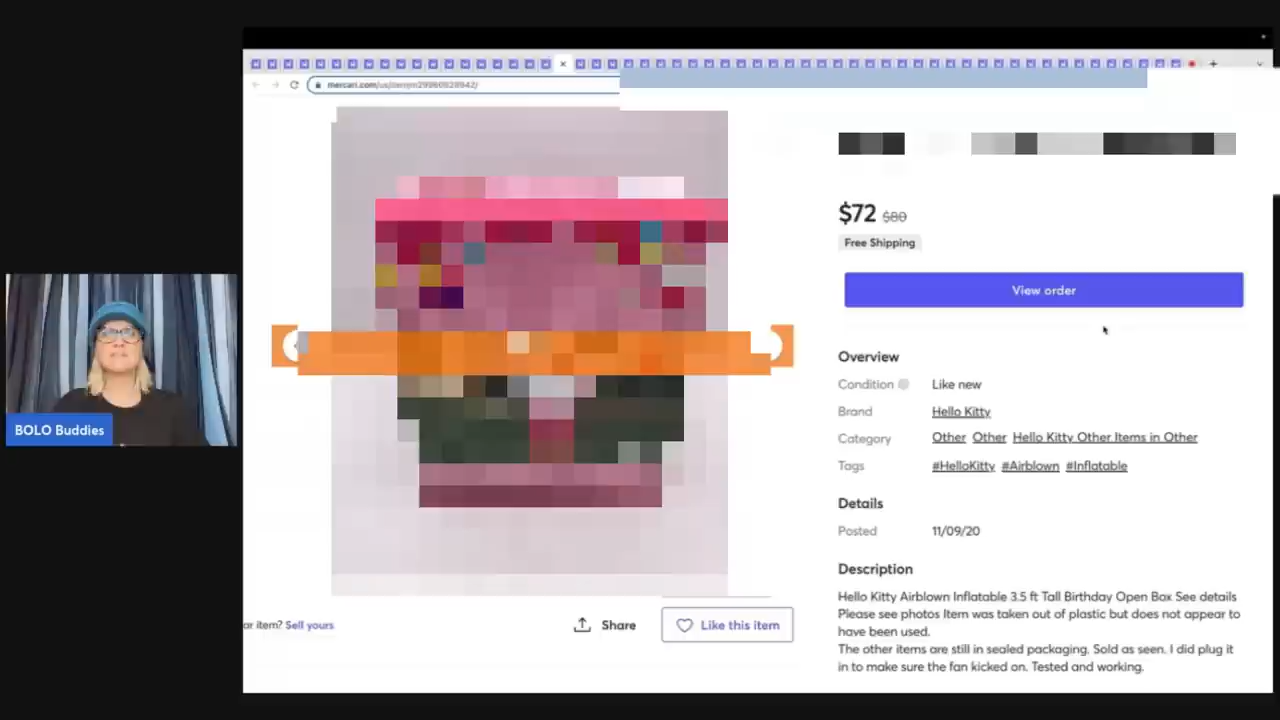 $72 $80
Free Shipping
View order
Overview
Condition Like new
Brand Hello Kitty
Category Other Other Hello Kitty Other Items in Other
Tags #HelloKitty #Airblown #Inflatable
Details
Posted 11/09/20
Description
Hello Kitty Airblown Inflatable 3.5 ft Tall Birthday Open Box See details
Please see photos Item was taken out of plastic but does not appear to
have been used.
The other items are still in sealed packaging. Sold as seen. I did plug it
in to make sure the fan kicked on. Tested and working.
ar item? Sell yours
Share
Like this item
BOLO Buddies